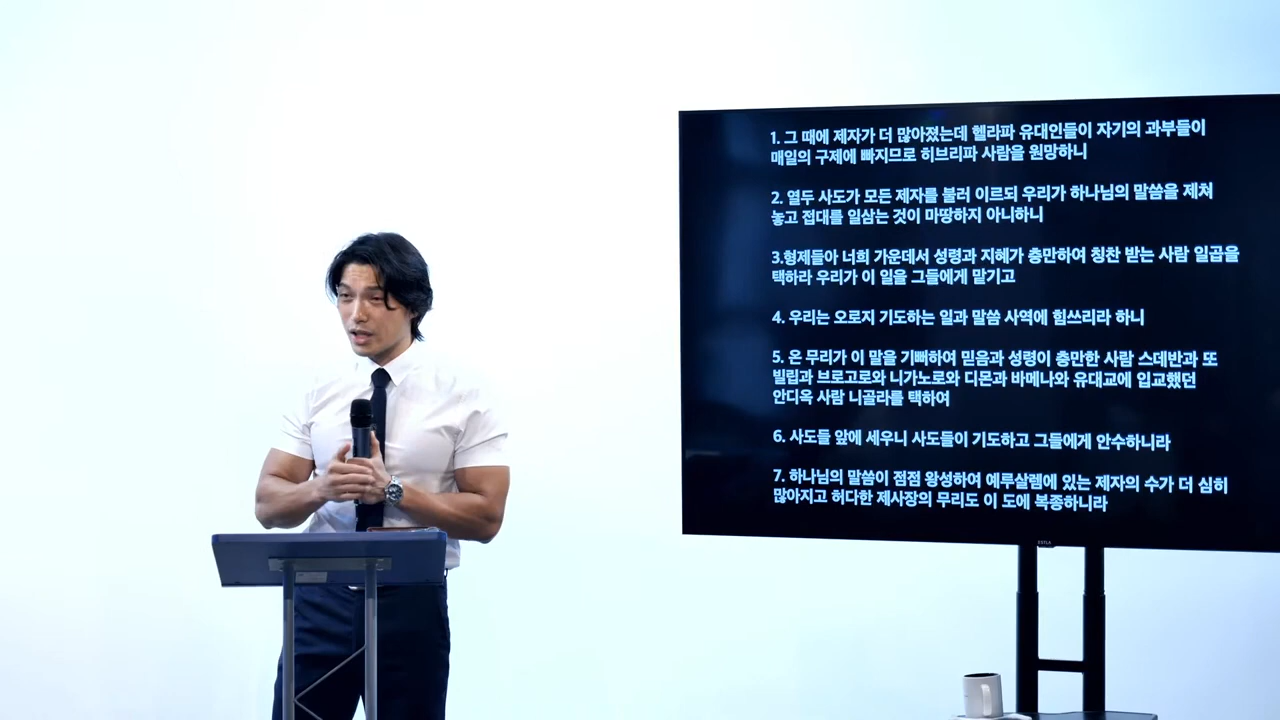 1. 그 때에 제자가 더 많아졌는데 헬라파 유대인들이 자기의 과부들이
매일의 구제에 빠지므로 히브리파 사람을 원망하니
2. 열두 사도가 모든 제자를 불러 이르되 우리가 하나님의 말씀을 제쳐
놓고 접대를 일삼는 것이 마땅하지 아니하니
3.형제들아 너희 가운데서 성령과 지혜가 충만하여 칭찬 받는 사람 일곱을
택하라 우리가 이 일을 그들에게 맡기고
4. 우리는 오로지 기도하는 일과 말씀 사역에 힘쓰리라 하니
5. 온 무리가 이 말을 기뻐하여 믿음과 성령이 충만한 사람 스데반과 또
빌립과 브로고로와 니가노로와 디몬과 바메나와 유대교에 입교했던
안디옥 사람 니골라를 택하여
6. 사도들 앞에 세우니 사도들이 기도하고 그들에게 안수하니라
7. 하나님의 말씀이 점점 왕성하여 예루살렘에 있는 제자의 수가 더 심히
많아지고 허다한 제사장의 무리도 이 도에 복종하니라